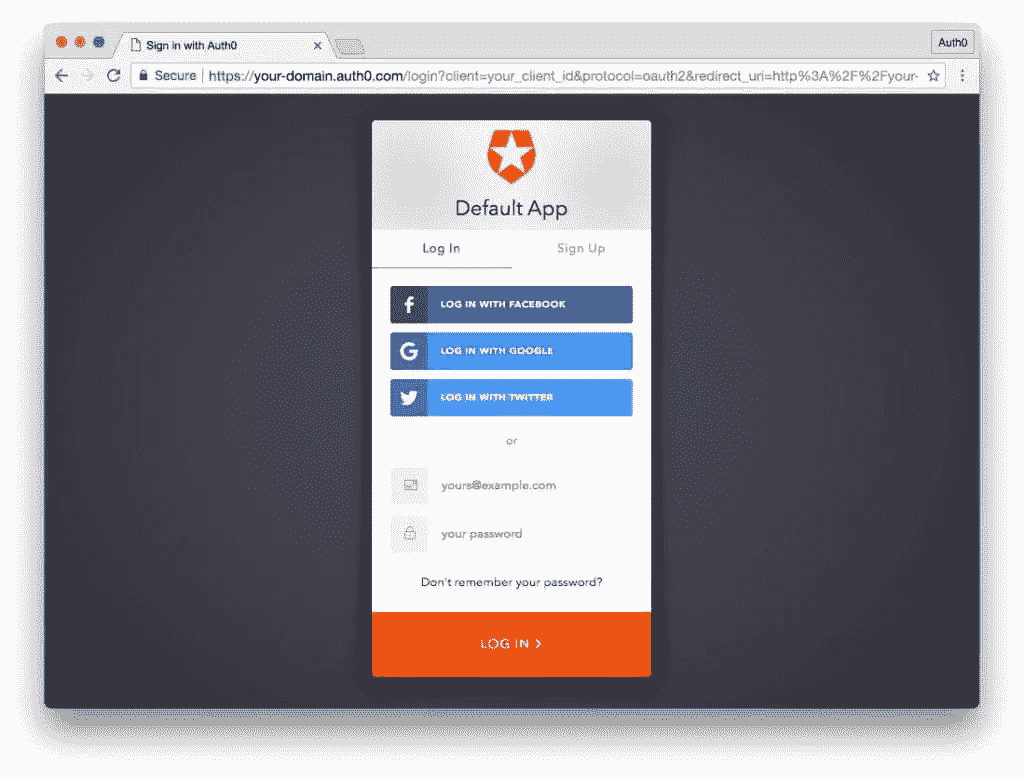 Sign in with Auth0
Auth0
Secure | https://your-domain.auth0.com/login?client=your_client_id&protocol=oauth2&redirect_uri=http%3A%2F%2Fyour-
Default App
Log In Sign Up
LOG IN WITH FACEBOOK
LOG IN WITH GOOGLE
LOG IN WITH TWITTER
or
yours@example.com
your password
Don't remember your password?
LOG IN >